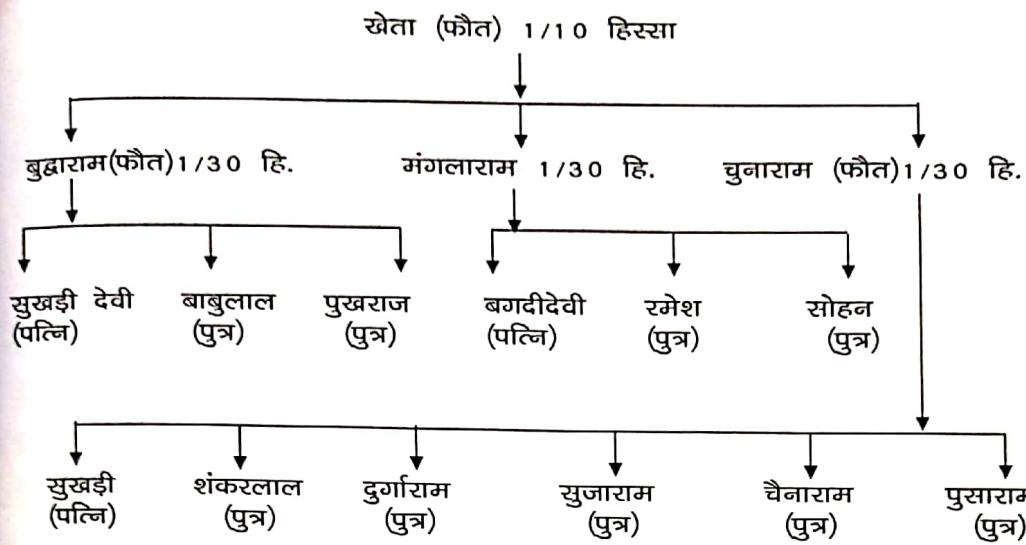 खेता (फौत) 1/10 हिस्सा
बुद्वाराम(फौत)1/30 हि. मंगलाराम 1/30 हि. चुनाराम (फौत)1/30 हि.
सुखड़ी देवी बाबुलाल पुखराज बगदीदेवी रमेश सोहन
(पत्नि) (पुत्र) (पुत्र) (पत्नि) (पुत्र) (पुत्र)
सुखड़ी शंकरलाल दुर्गाराम सुजाराम चैनाराम पुसाराम
(पत्नि) (पुत्र) (पुत्र) (पुत्र) (पुत्र) (पुत्र)